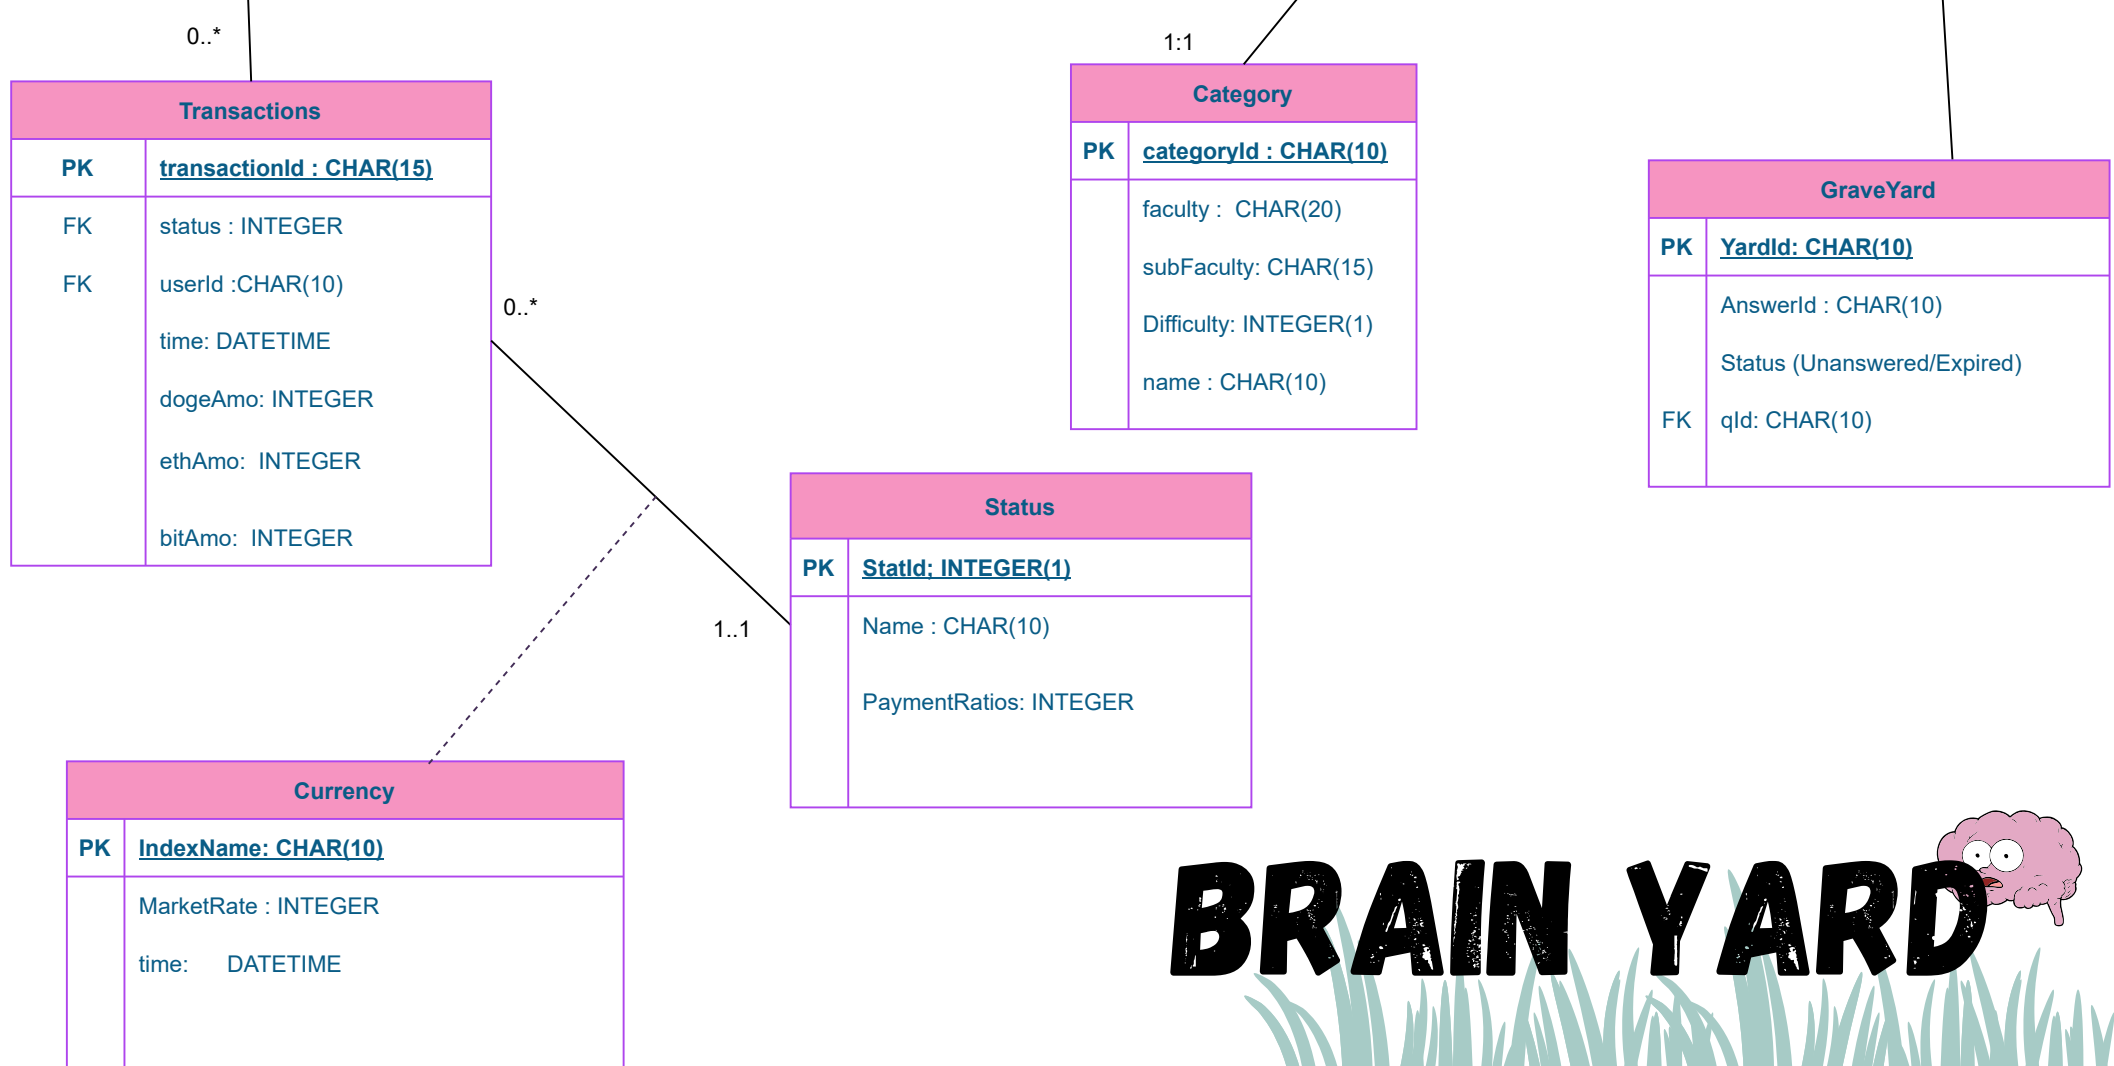 0..*
Transactions
PK transactionId : CHAR(15)
FK status : INTEGER
FK userId :CHAR(10)
time: DATETIME
dogeAmo: INTEGER
ethAmo: INTEGER
bitAmo: INTEGER
0..*
1..1
1:1
Category
PK categoryId : CHAR(10)
faculty : CHAR(20)
subFaculty: CHAR(15)
Difficulty: INTEGER(1)
name : CHAR(10)
GraveYard
PK YardId: CHAR(10)
AnswerId : CHAR(10)
Status (Unanswered/Expired)
FK qId: CHAR(10)
Status
PK StatId; INTEGER(1)
Name : CHAR(10)
PaymentRatios: INTEGER
Currency
PK IndexName: CHAR(10)
MarketRate : INTEGER
time: DATETIME
BRAIN YARD